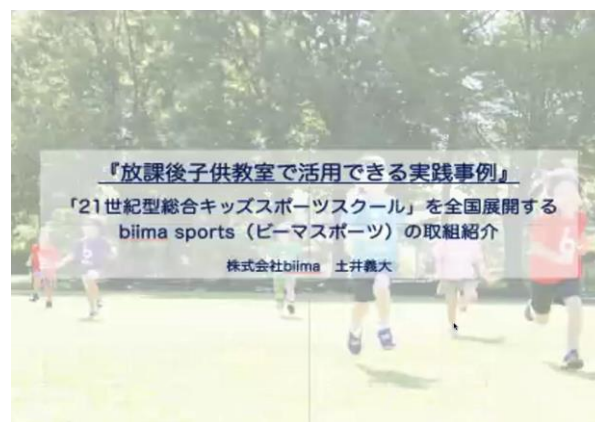 『放課後子供教室で活用できる実践事例』
「21世紀型総合キッズスポーツスクール」を全国展開する
biima sports（ビーマスポーツ）の取組紹介
株式会社biima　土井義大